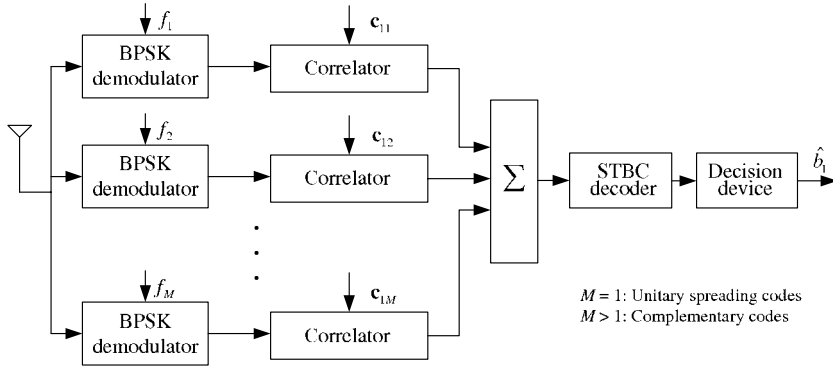 f₁
c₁₁
BPSK
demodulator
Correlator
f₂
c₁₂
BPSK
demodulator
Correlator
Σ
STBC
decoder
Decision
device
b̂₁
f_M
c₁M
BPSK
demodulator
Correlator
M = 1: Unitary spreading codes
M > 1: Complementary codes